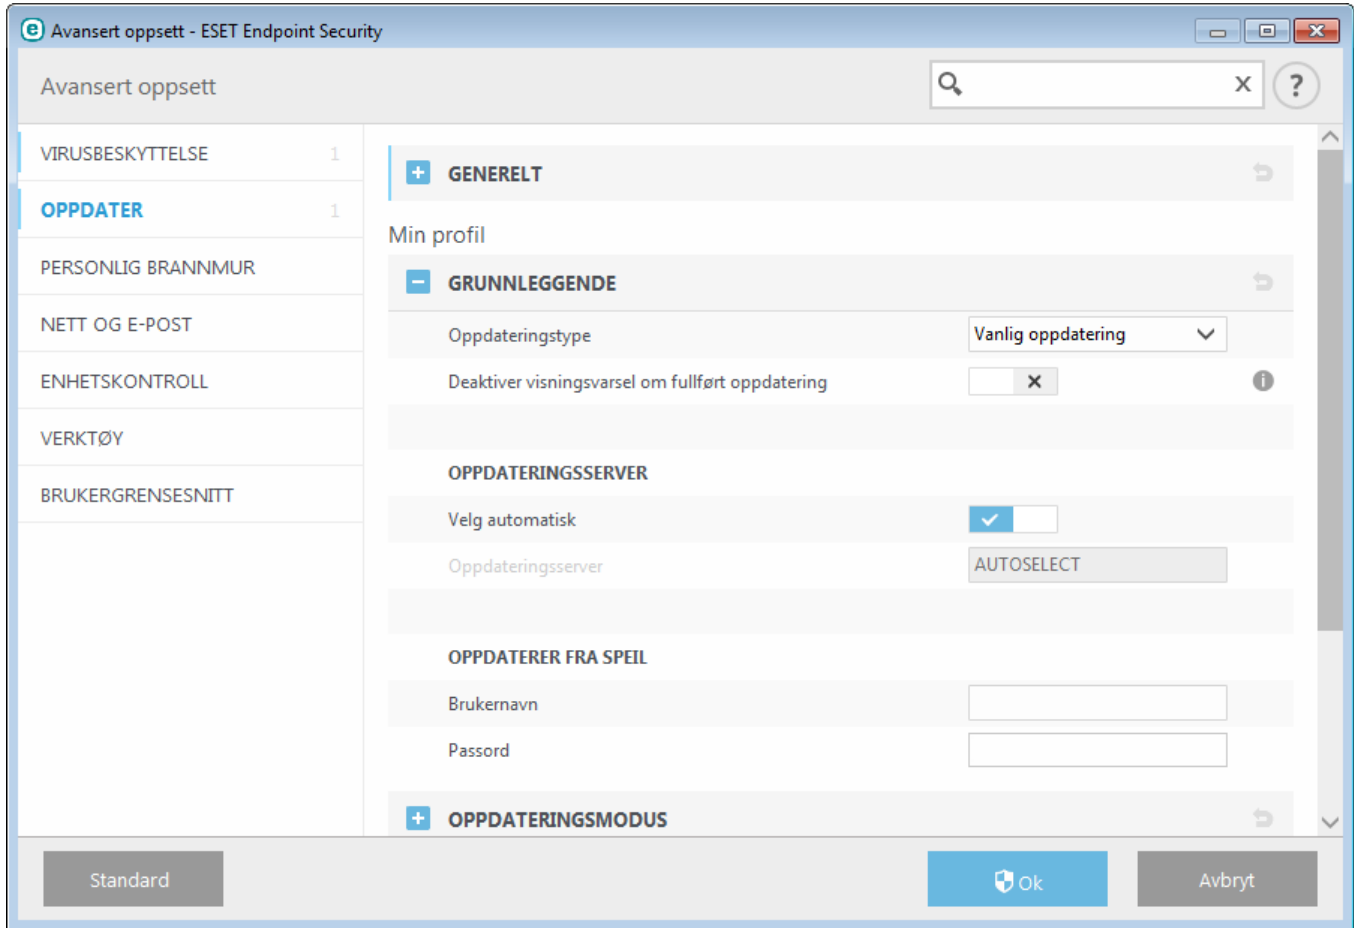 Avansert oppsett - ESET Endpoint Security
Avansert oppsett
VIRUSBESKYTTELSE 1
OPPDATER 1
PERSONLIG BRANNMUR
NETT OG E-POST
ENHETSKONTROLL
VERKTØY
BRUKERGRENSESNITT
GENERELT
Min profil
GRUNNLEGGENDE
Oppdateringstype Vanlig oppdatering
Deaktiver visningsvarsel om fullført oppdatering
OPPDATERINGSSERVER
Velg automatisk
Oppdateringsserver AUTOSELECT
OPPDATERER FRA SPEIL
Brukernavn
Passord
OPPDATERINGSMODUS
Standard
Ok
Avbryt